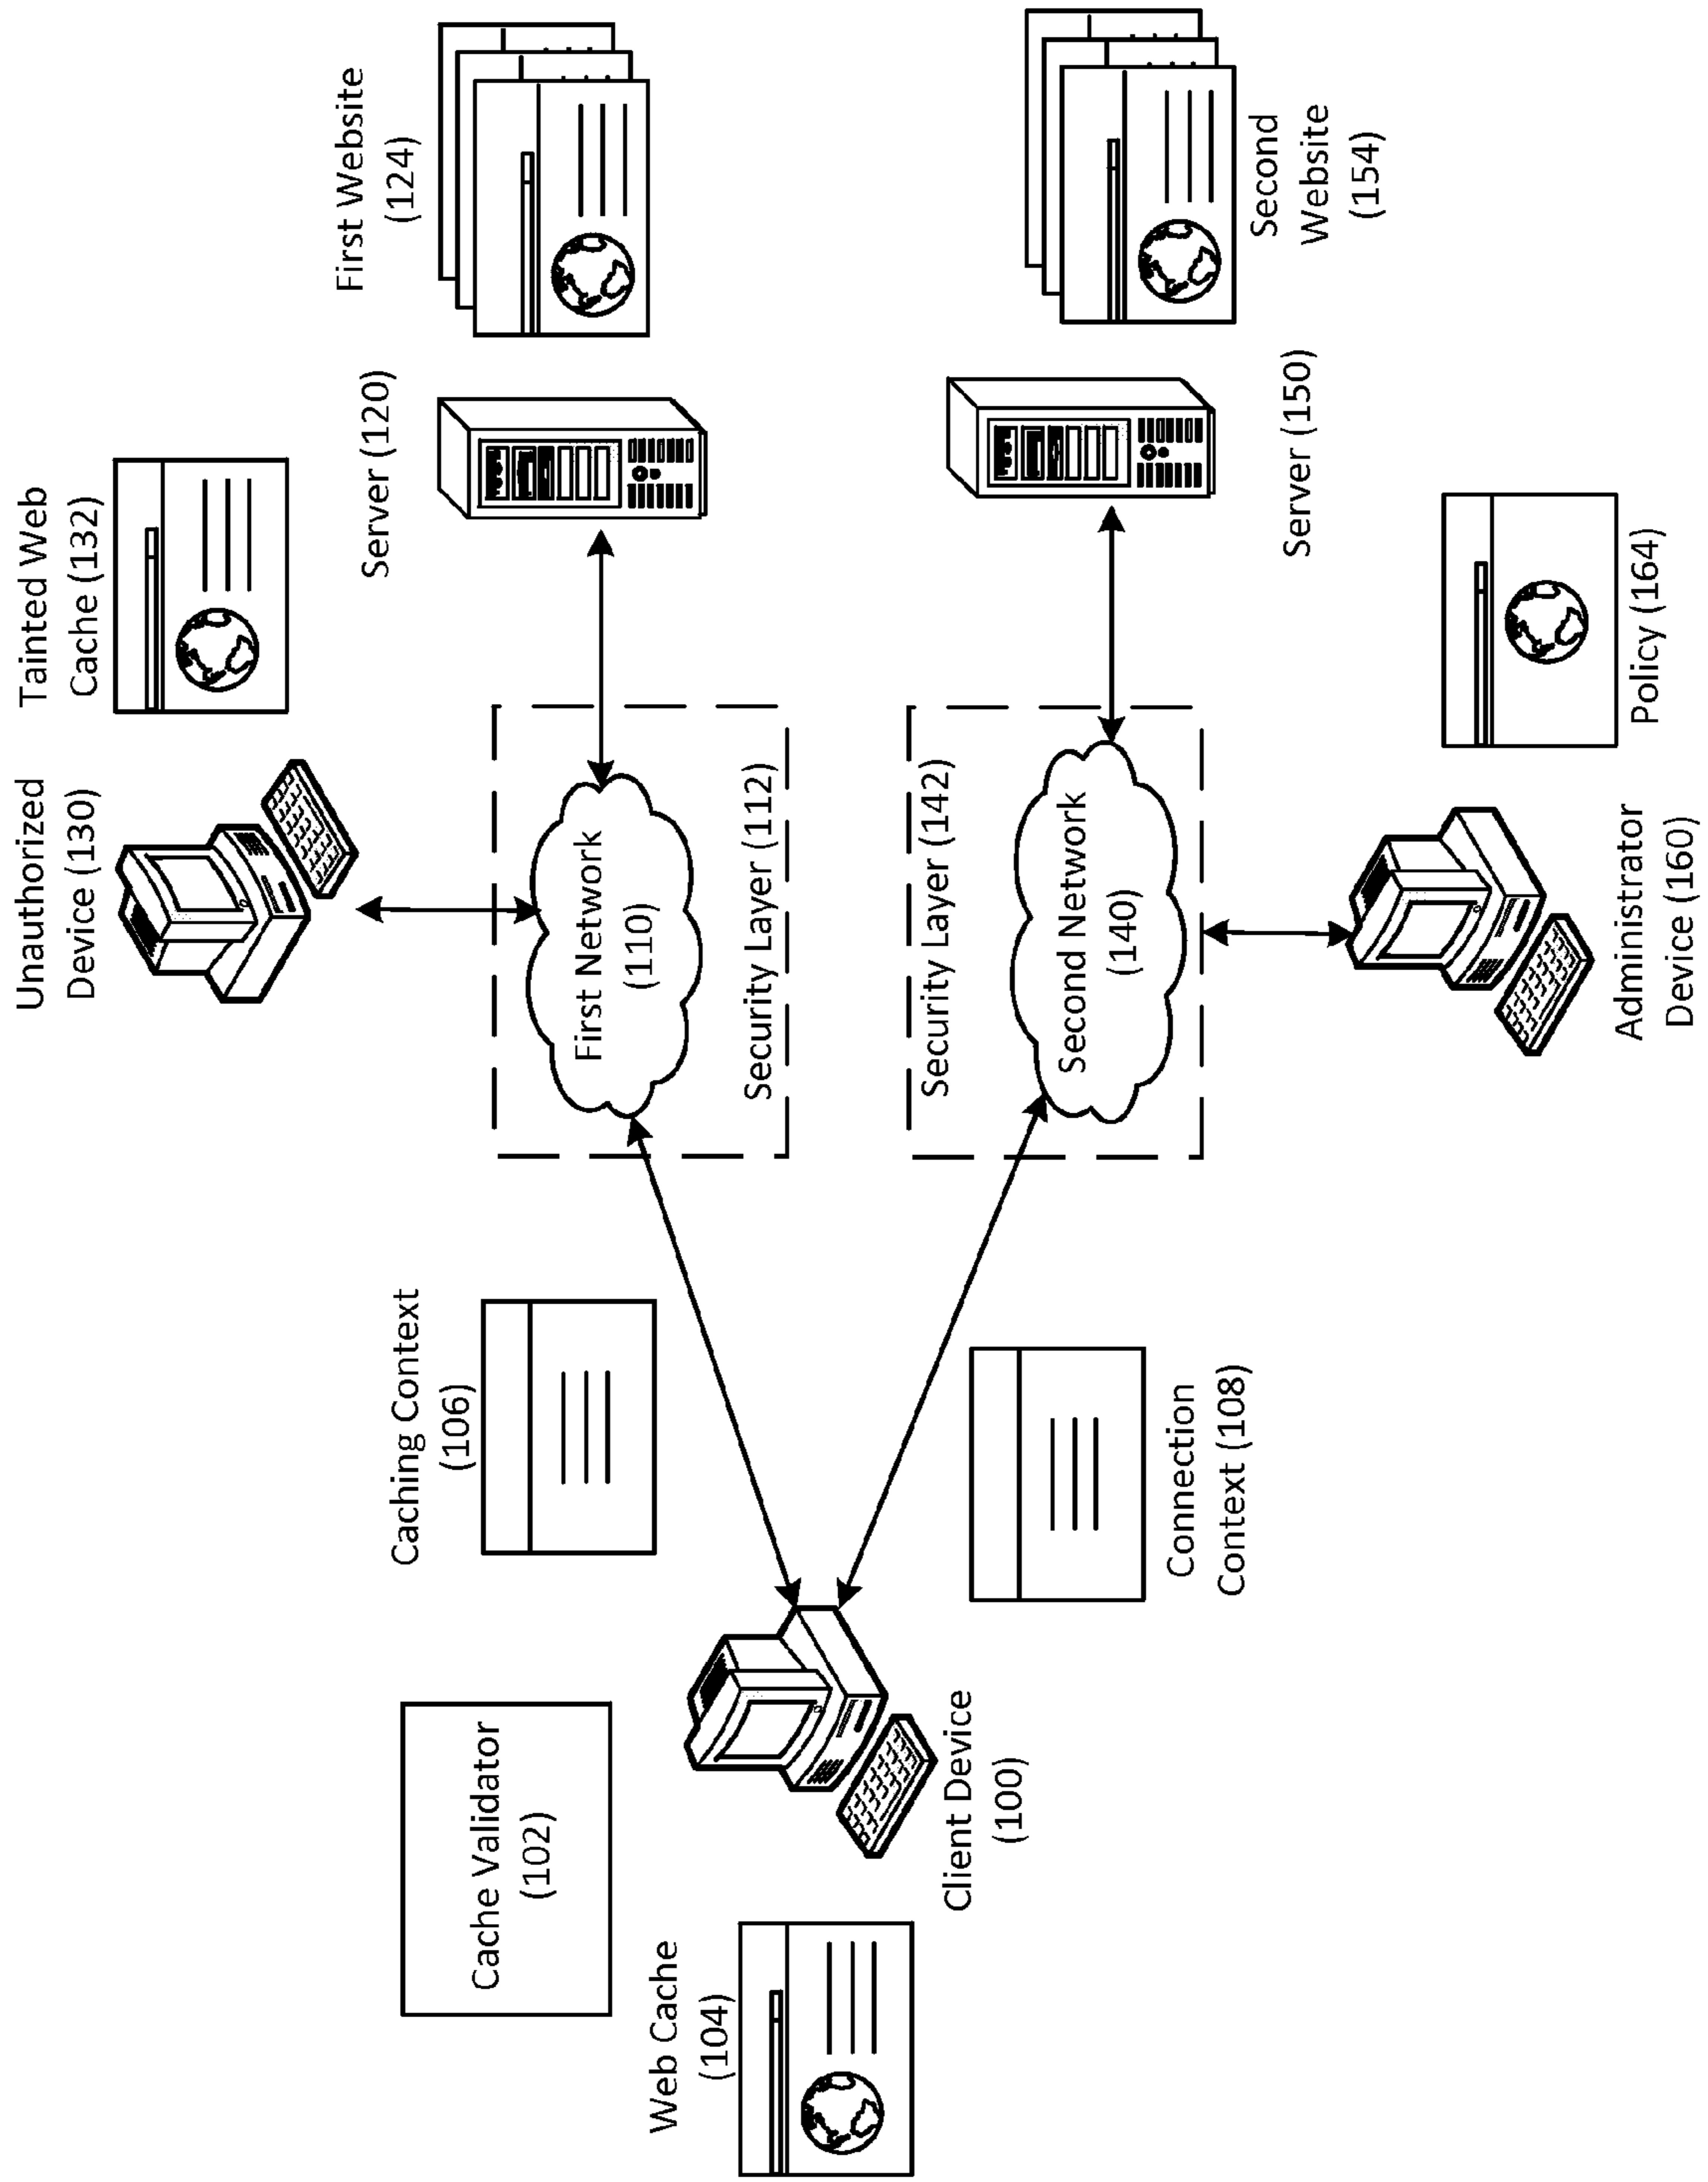 Unauthorized
Device (130)
Tainted Web
Cache (132)
First Website
(124)
Server (120)
Caching Context
(106)
First Network
(110)
Security Layer (112)
Cache Validator
(102)
Web Cache
(104)
Client Device
(100)
Security Layer (142)
Second Network
(140)
Connection
Context (108)
Server (150)
Second
Website
(154)
Administrator
Device (160)
Policy (164)